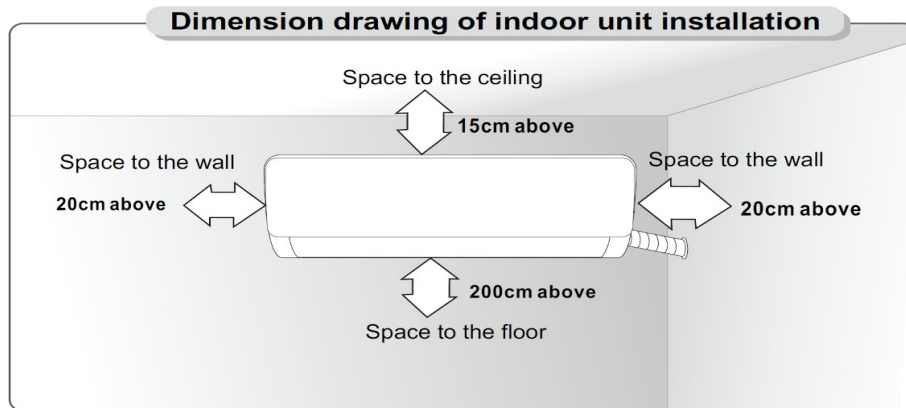 Dimension drawing of indoor unit installation
Space to the ceiling
15cm above
Space to the wall
20cm above
Space to the wall
20cm above
200cm above
Space to the floor